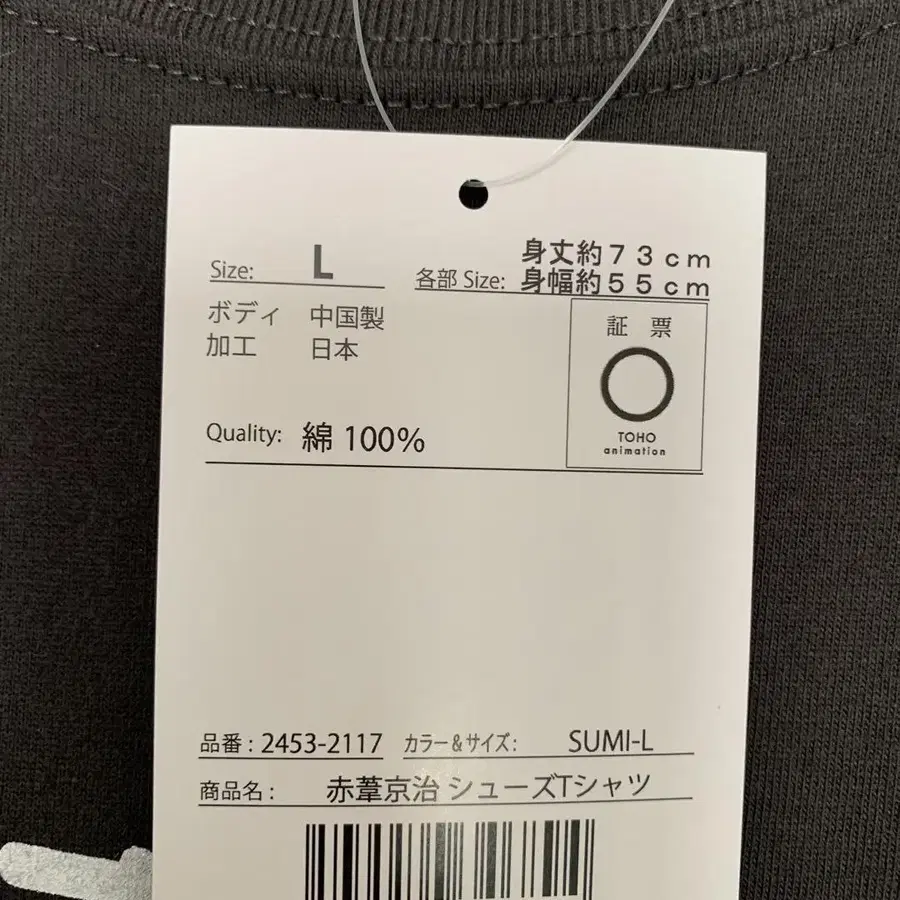 身丈約73cm
Size: L 各部 Size: 身幅約55cm
ボディ 中国製
加工 日本
証 票
TOHO
animation
Quality: 綿 100%
品番 : 2453-2117 カラー&サイズ : SUMI-L
商品名 : 赤葦京治 シューズTシャツ